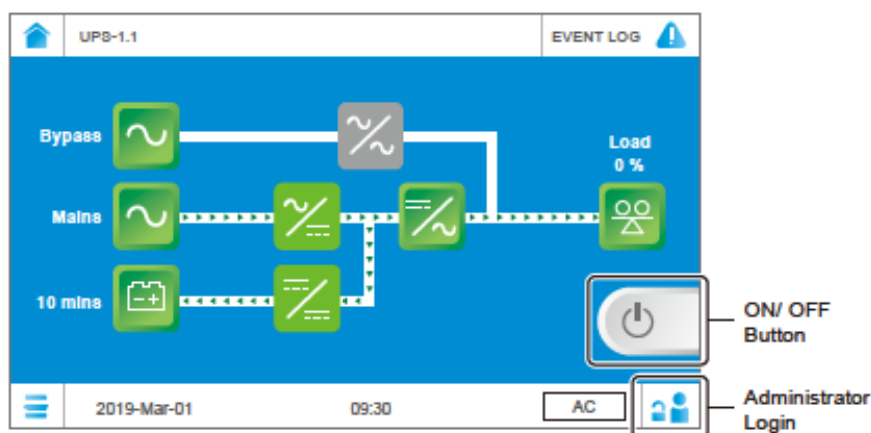 UPS-1.1
EVENT LOG
Bypass
Load
0 %
Mains
10 mins
ON/ OFF
Button
2019-Mar-01
09:30
AC
Administrator
Login